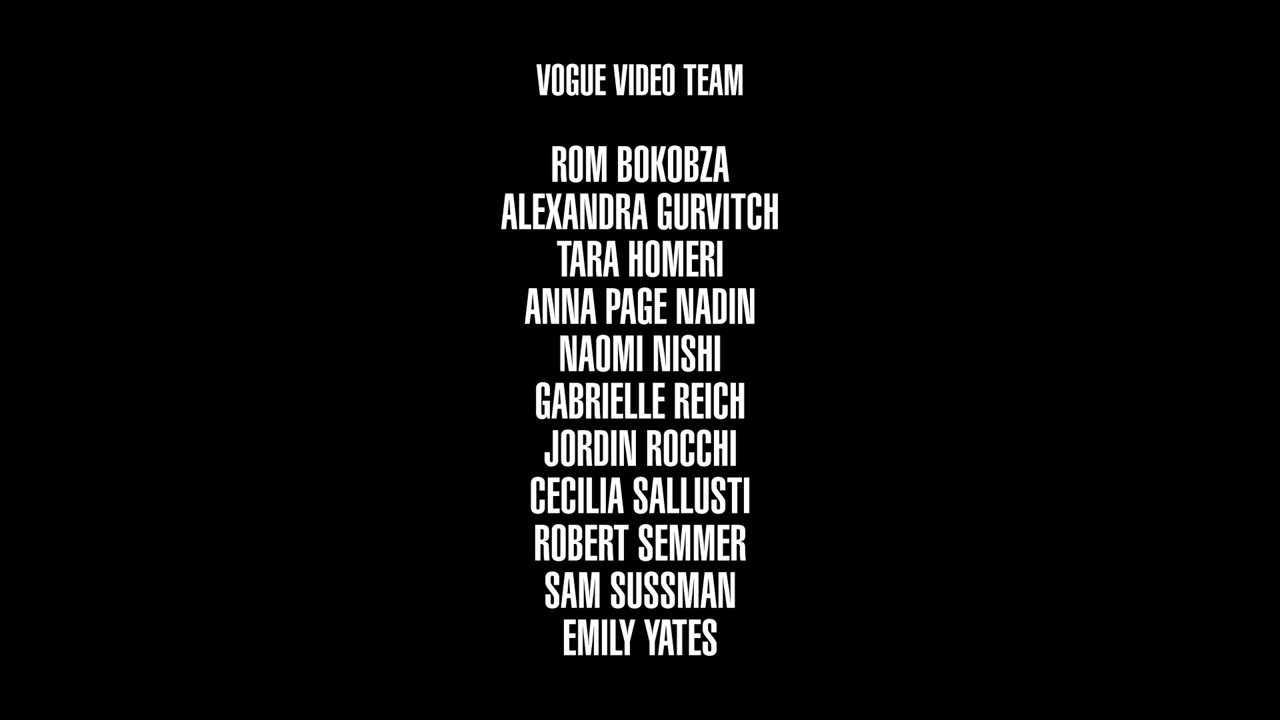 VOGUE VIDEO TEAM
ROM BOKOBZA
ALEXANDRA GURVITCH
TARA HOMERI
ANNA PAGE NADIN
NAOMI NISHI
GABRIELLE REICH
JORDIN ROCCHI
CECILIA SALLUSTI
ROBERT SEMMER
SAM SUSSMAN
EMILY YATES